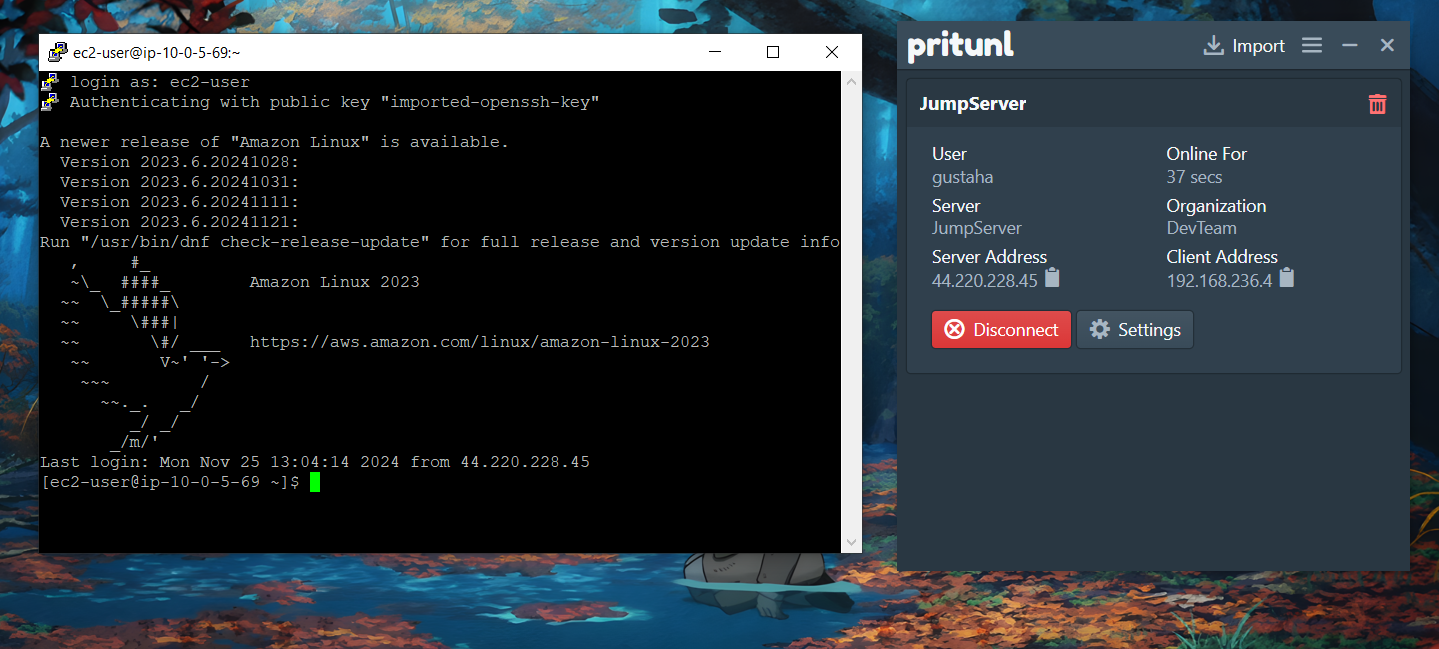 ec2-user@ip-10-0-5-69:~
login as: ec2-user
Authenticating with public key "imported-openssh-key"
A newer release of "Amazon Linux" is available.
  Version 2023.6.20241028:
  Version 2023.6.20241031:
  Version 2023.6.20241111:
  Version 2023.6.20241121:
Run "/usr/bin/dnf check-release-update" for full release and version update info
   ,     #_
   ~\_  ####_        Amazon Linux 2023
  ~~  \_#####\
  ~~     \###|
  ~~       \#/ ___   https://aws.amazon.com/linux/amazon-linux-2023
   ~~       V~' '->
    ~~~         /
      ~~._.   _/
         _/ _/
       _/m/'
Last login: Mon Nov 25 13:04:14 2024 from 44.220.228.45
[ec2-user@ip-10-0-5-69 ~]$
pritunl
Import
JumpServer
User
gustaha
Online For
37 secs
Server
JumpServer
Organization
DevTeam
Server Address
44.220.228.45
Client Address
192.168.236.4
Disconnect
Settings